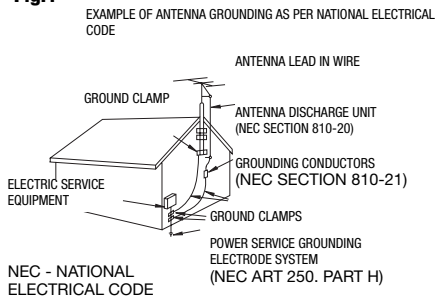 EXAMPLE OF ANTENNA GROUNDING AS PER NATIONAL ELECTRICAL
CODE
ANTENNA LEAD IN WIRE
GROUND CLAMP
ANTENNA DISCHARGE UNIT
(NEC SECTION 810-20)
GROUNDING CONDUCTORS
(NEC SECTION 810-21)
ELECTRIC SERVICE
EQUIPMENT
GROUND CLAMPS
POWER SERVICE GROUNDING
ELECTRODE SYSTEM
(NEC ART 250. PART H)
NEC - NATIONAL
ELECTRICAL CODE